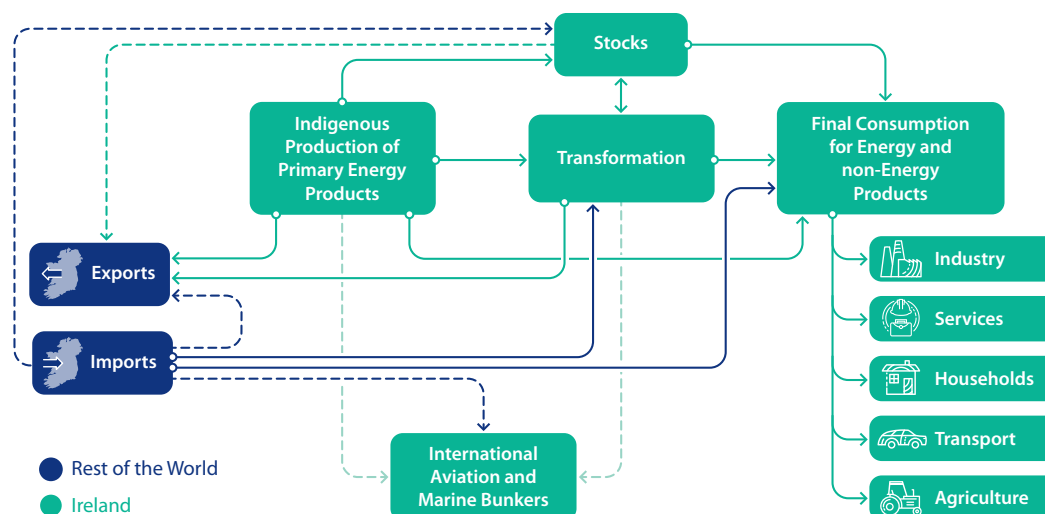 Stocks
Indigenous
Production of
Primary Energy
Products
Transformation
Final Consumption
for Energy and
non-Energy
Products
Exports
Imports
Industry
Services
Households
Transport
Agriculture
International
Aviation and
Marine Bunkers
Rest of the World
Ireland